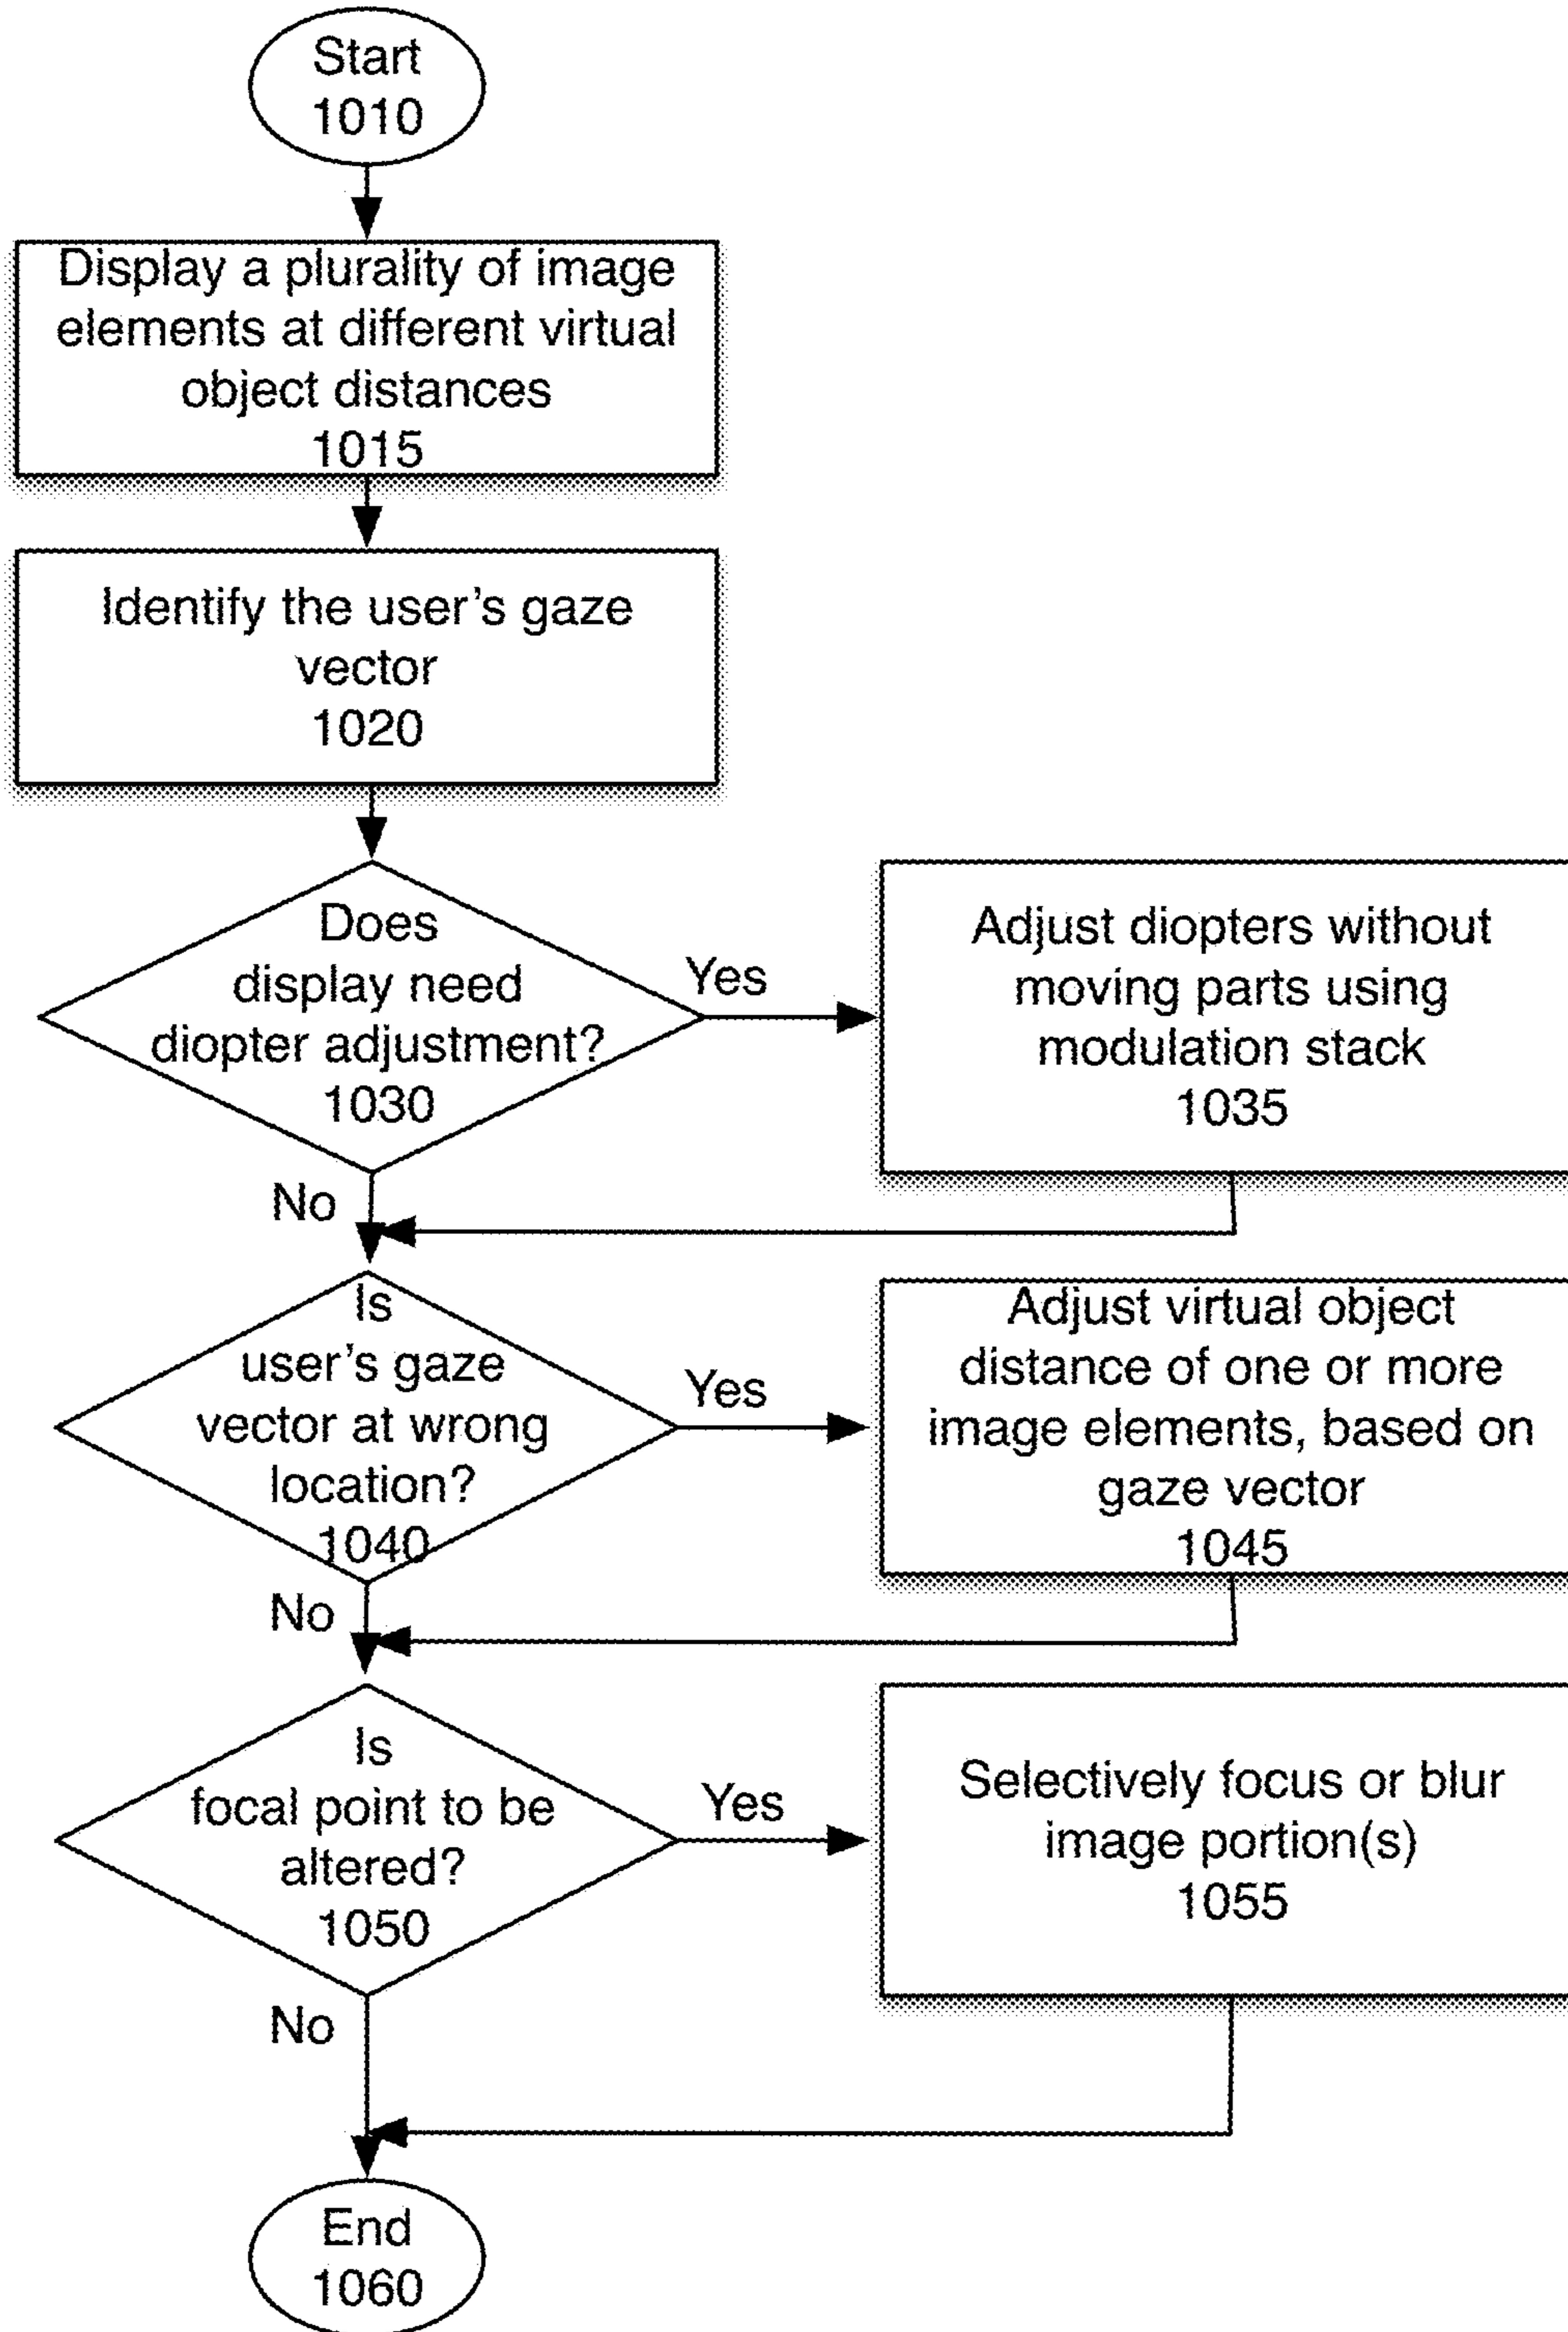 Start
1010
Display a plurality of image
elements at different virtual
object distances
1015
Identify the user's gaze
vector
1020
Does
display need
diopter adjustment?
1030
Yes
Adjust diopters without
moving parts using
modulation stack
1035
No
Is
user's gaze
vector at wrong
location?
1040
Yes
Adjust virtual object
distance of one or more
image elements, based on
gaze vector
1045
No
Is
focal point to be
altered?
1050
Yes
Selectively focus or blur
image portion(s)
1055
No
End
1060